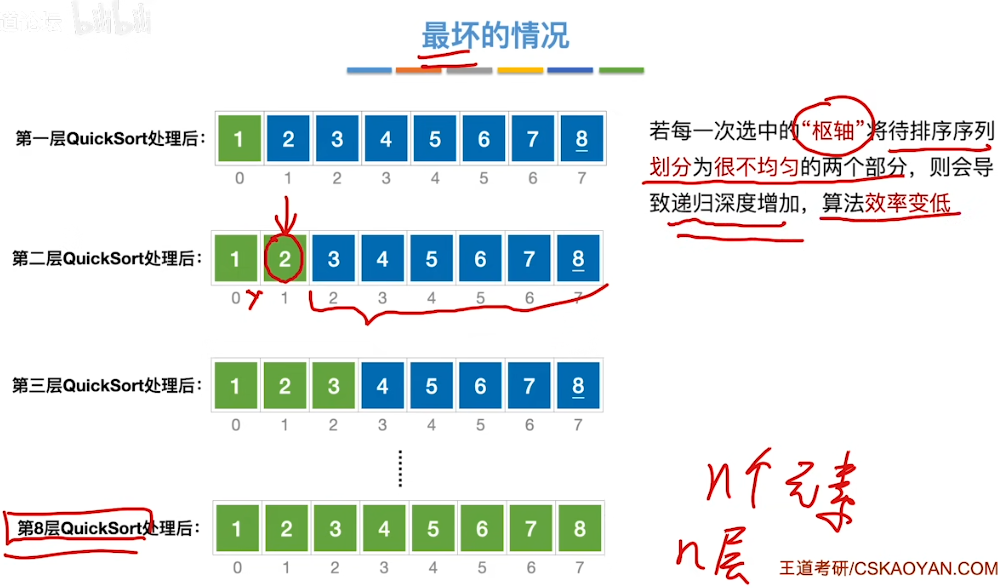 最坏的情况
第一层QuickSort处理后：
1 2 3 4 5 6 7 8
0 1 2 3 4 5 6 7
若每一次选中的“枢轴”将待排序序列
划分为很不均匀的两个部分，则会导
致递归深度增加，算法效率变低
第二层QuickSort处理后：
1 2 3 4 5 6 7 8
0 1 2 3 4 5 6 7
第三层QuickSort处理后：
1 2 3 4 5 6 7 8
0 1 2 3 4 5 6 7
第8层QuickSort处理后：
1 2 3 4 5 6 7 8
0 1 2 3 4 5 6 7
n个元素
n层
王道考研/CSKAOYAN.COM